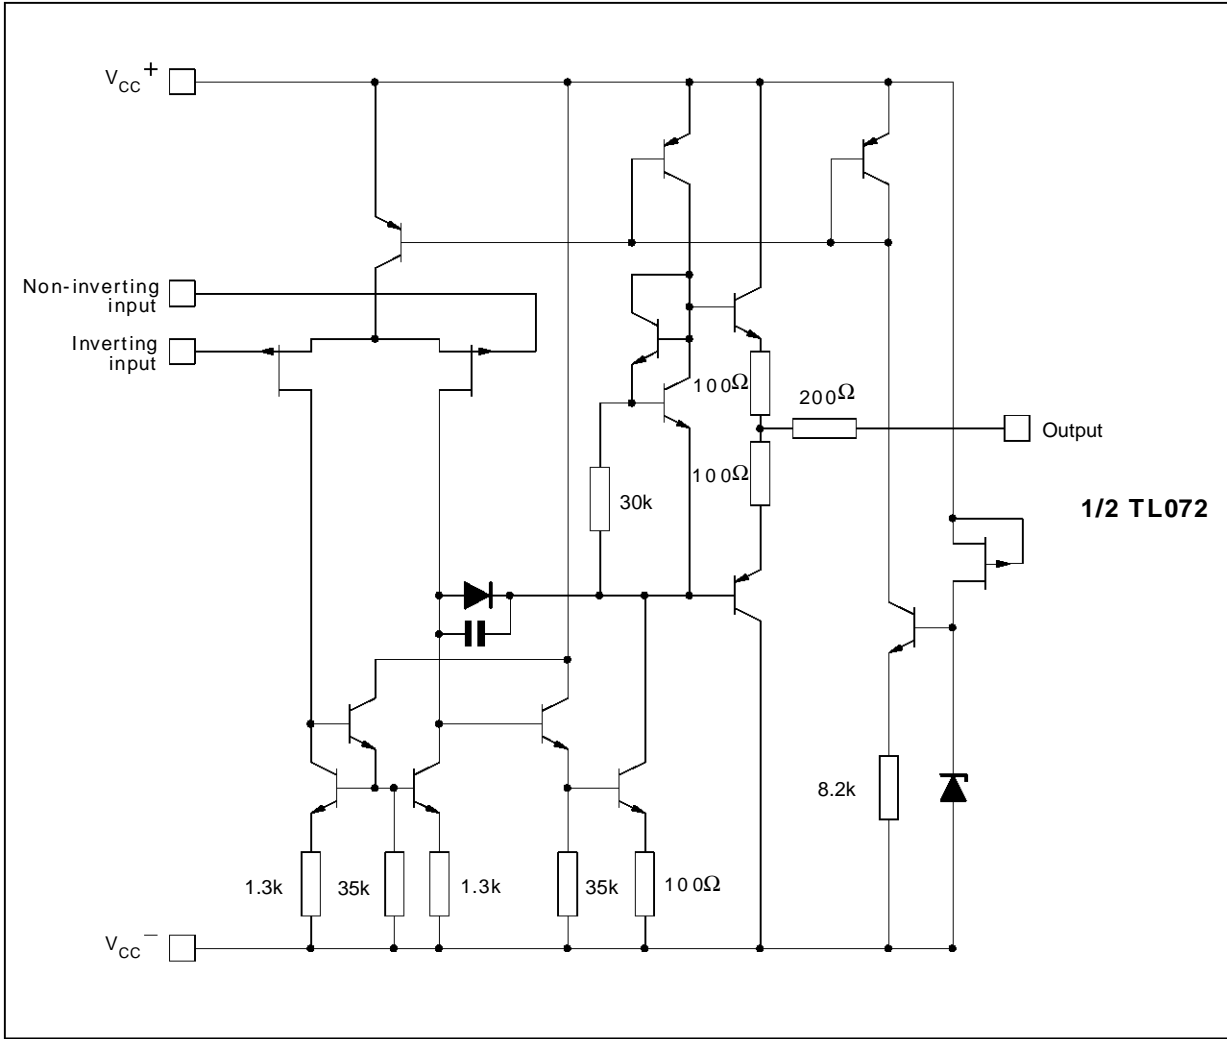 VCC+
Non-inverting
input
Inverting
input
100Ω
200Ω
Output
100Ω
30k
1/2 TL072
8.2k
1.3k
35k
1.3k
35k
100Ω
VCC−